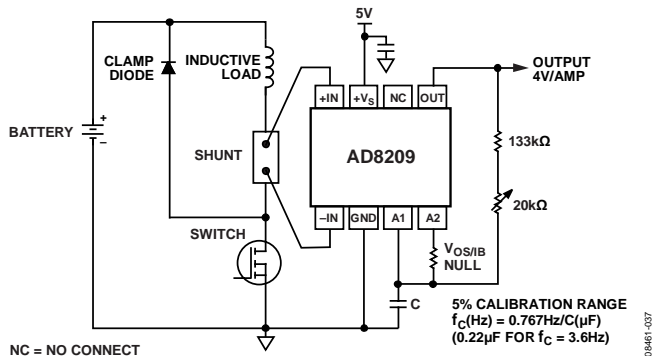 5V
OUTPUT
4V/AMP
CLAMP
DIODE
INDUCTIVE
LOAD
+IN
+VS
NC
OUT
BATTERY
+
–
SHUNT
AD8209
133kΩ
20kΩ
–IN
GND
A1
A2
SWITCH
VOS/IB
NULL
C
5% CALIBRATION RANGE
fC(Hz) = 0.767Hz/C(µF)
(0.22µF FOR fC = 3.6Hz)
NC = NO CONNECT
08461-037